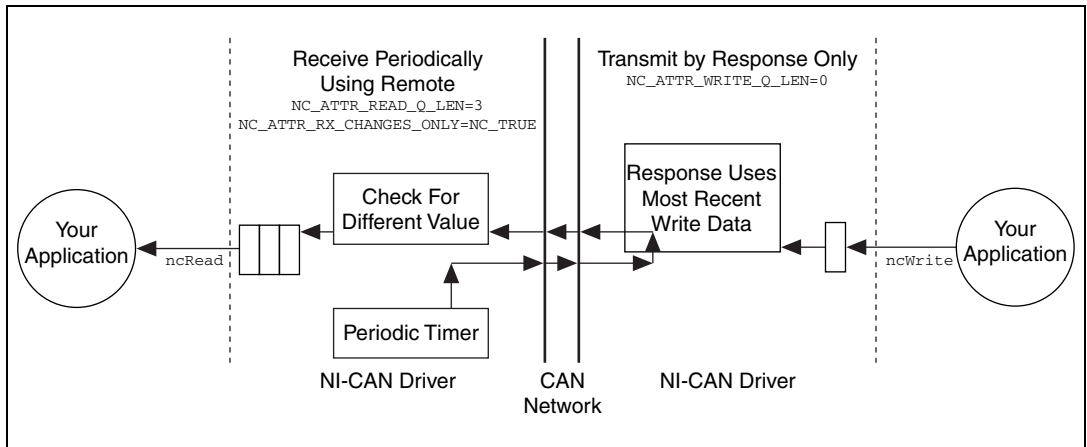 Receive Periodically
Using Remote
NC_ATTR_READ_Q_LEN=3
NC_ATTR_RX_CHANGES_ONLY=NC_TRUE
Transmit by Response Only
NC_ATTR_WRITE_Q_LEN=0
Your
Application
ncRead
Check For
Different Value
Periodic Timer
Response Uses
Most Recent
Write Data
ncWrite
Your
Application
NI-CAN Driver
CAN
Network
NI-CAN Driver